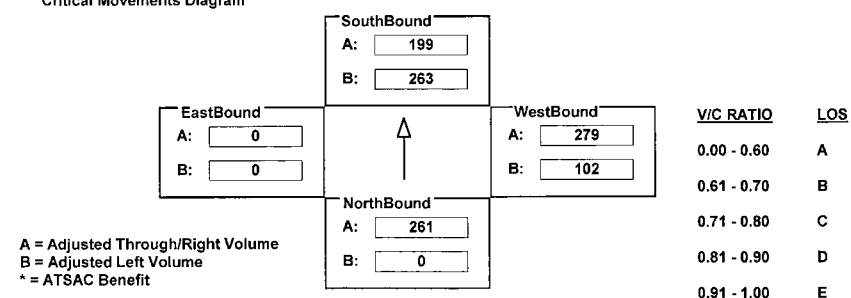 Critical Movements Diagram
SouthBound
A: 199
B: 263
EastBound
A: 0
B: 0
WestBound
A: 279
B: 102
NorthBound
A: 261
B: 0
A = Adjusted Through/Right Volume
B = Adjusted Left Volume
* = ATSAC Benefit
V/C RATIO LOS
0.00 - 0.60 A
0.61 - 0.70 B
0.71 - 0.80 C
0.81 - 0.90 D
0.91 - 1.00 E